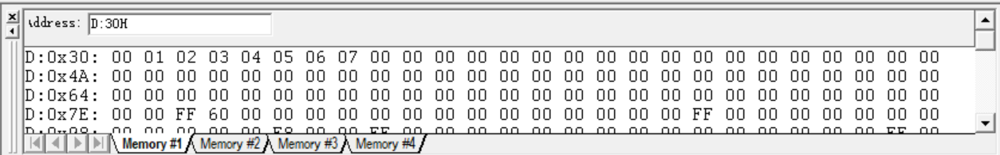 Address: D:30H
D:0x30: 00 01 02 03 04 05 06 07 00 00 00 00 00 00 00 00 00 00 00 00 00 00 00 00 00 00
D:0x4A: 00 00 00 00 00 00 00 00 00 00 00 00 00 00 00 00 00 00 00 00 00 00 00 00 00 00
D:0x64: 00 00 00 00 00 00 00 00 00 00 00 00 00 00 00 00 00 00 00 00 00 00 00 00 00 00
D:0x7E: 00 00 FF 60 00 00 00 00 00 00 00 00 00 00 00 00 00 00 FF 00 00 00 00 00 00 00
Memory #1 Memory #2 Memory #3 Memory #4